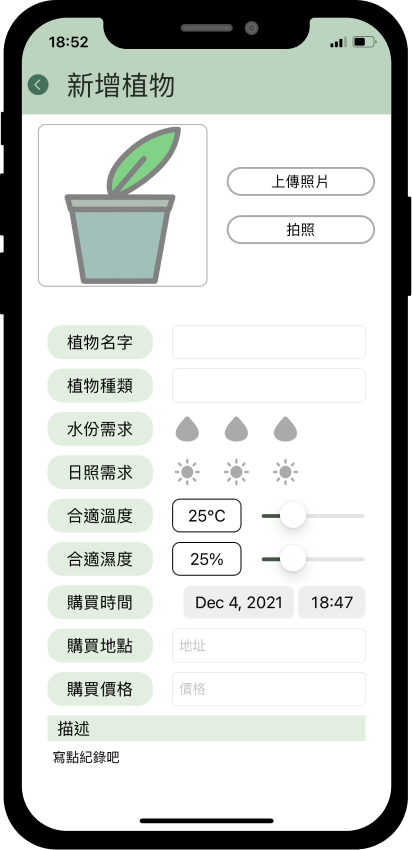 18:52
新增植物
上傳照片
拍照
植物名字
植物種類
水份需求
日照需求
合適溫度 25°C
合適濕度 25%
購買時間 Dec 4, 2021 18:47
購買地點 地址
購買價格 價格
描述
寫點紀錄吧